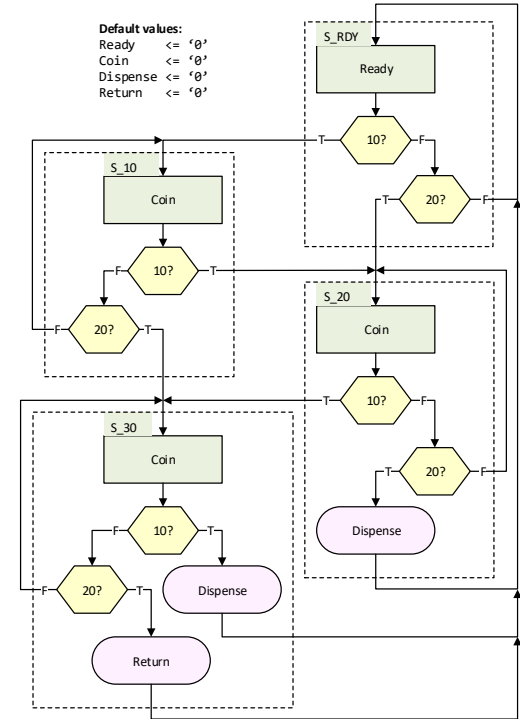 Default values:
Ready <= ‘0’
Coin <= ‘0’
Dispense <= ‘0’
Return <= ‘0’
S_RDY
Ready
T
10?
F
T
20?
F
S_10
Coin
F
10?
T
F
20?
T
S_20
Coin
T
10?
F
T
20?
F
Dispense
S_30
Coin
F
10?
T
F
20?
T
Dispense
Return